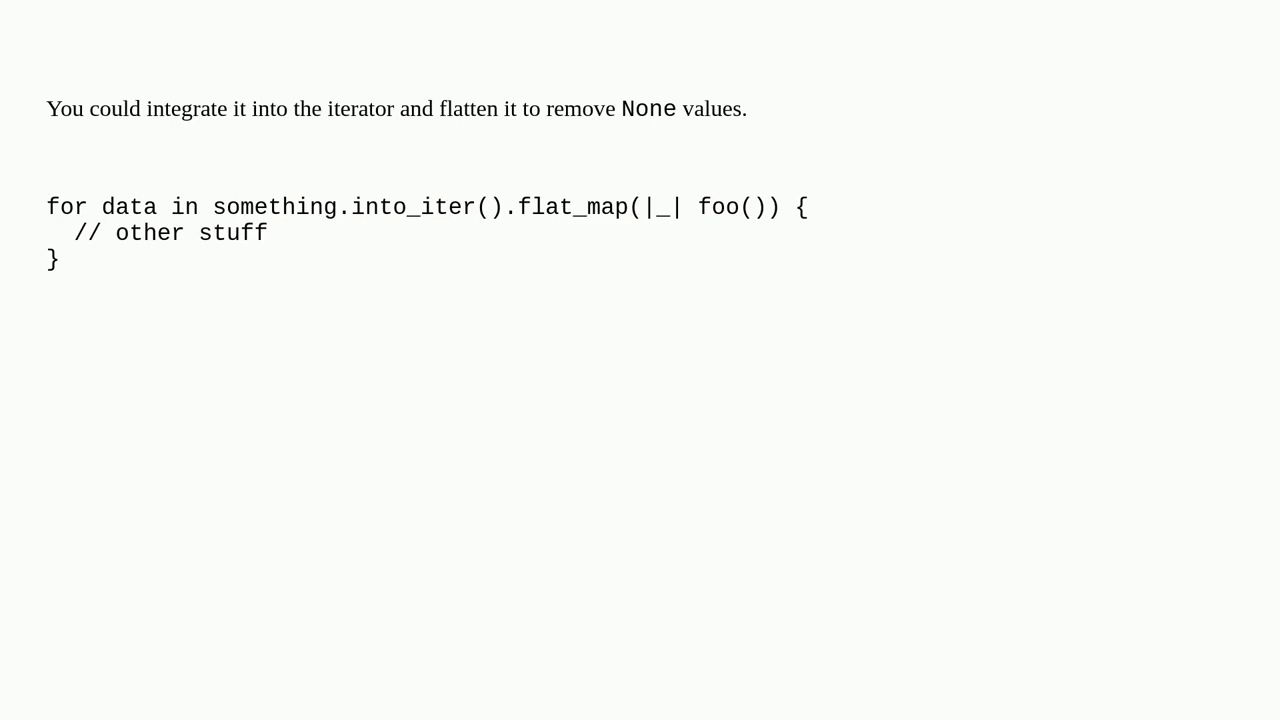 You could integrate it into the iterator and flatten it to remove None values.
for data in something.into_iter().flat_map(|_| foo()) {
  // other stuff
}